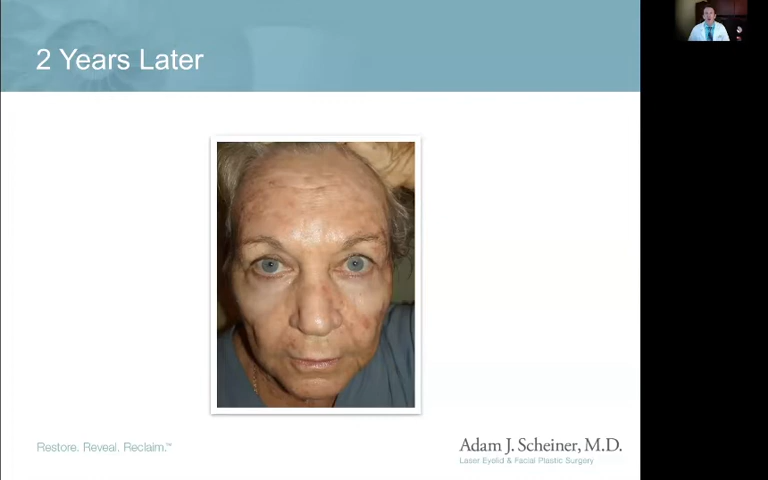 2 Years Later
Restore. Reveal. Reclaim.™
Adam J. Scheiner, M.D.
Laser Eyelid & Facial Plastic Surgery